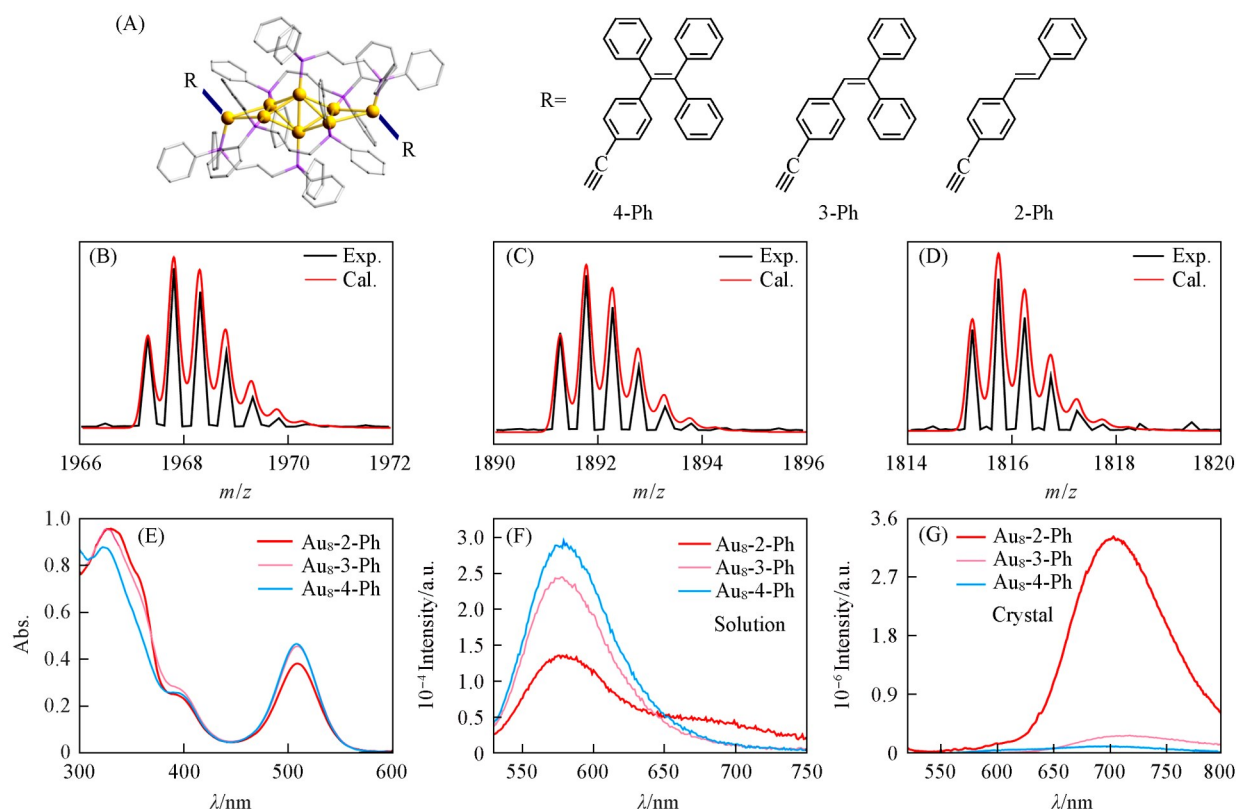 (A)
R
R
R=
C
C
C
4-Ph
3-Ph
2-Ph
(B)
Exp.
Cal.
1966
1968
1970
1972
m/z
(C)
Exp.
Cal.
1890
1892
1894
1896
m/z
(D)
Exp.
Cal.
1814
1816
1818
1820
m/z
(E)
Au₈-2-Ph
Au₈-3-Ph
Au₈-4-Ph
Abs.
1.0
0.8
0.6
0.4
0.2
0
300
400
500
600
λ/nm
(F)
Au₈-2-Ph
Au₈-3-Ph
Au₈-4-Ph
Solution
10⁻⁴ Intensity/a.u.
3.0
2.5
2.0
1.5
1.0
0.5
0
550
600
650
700
750
λ/nm
(G)
Au₈-2-Ph
Au₈-3-Ph
Au₈-4-Ph
Crystal
10⁻⁶ Intensity/a.u.
3.6
2.7
1.8
0.9
0
550
600
700
800
λ/nm